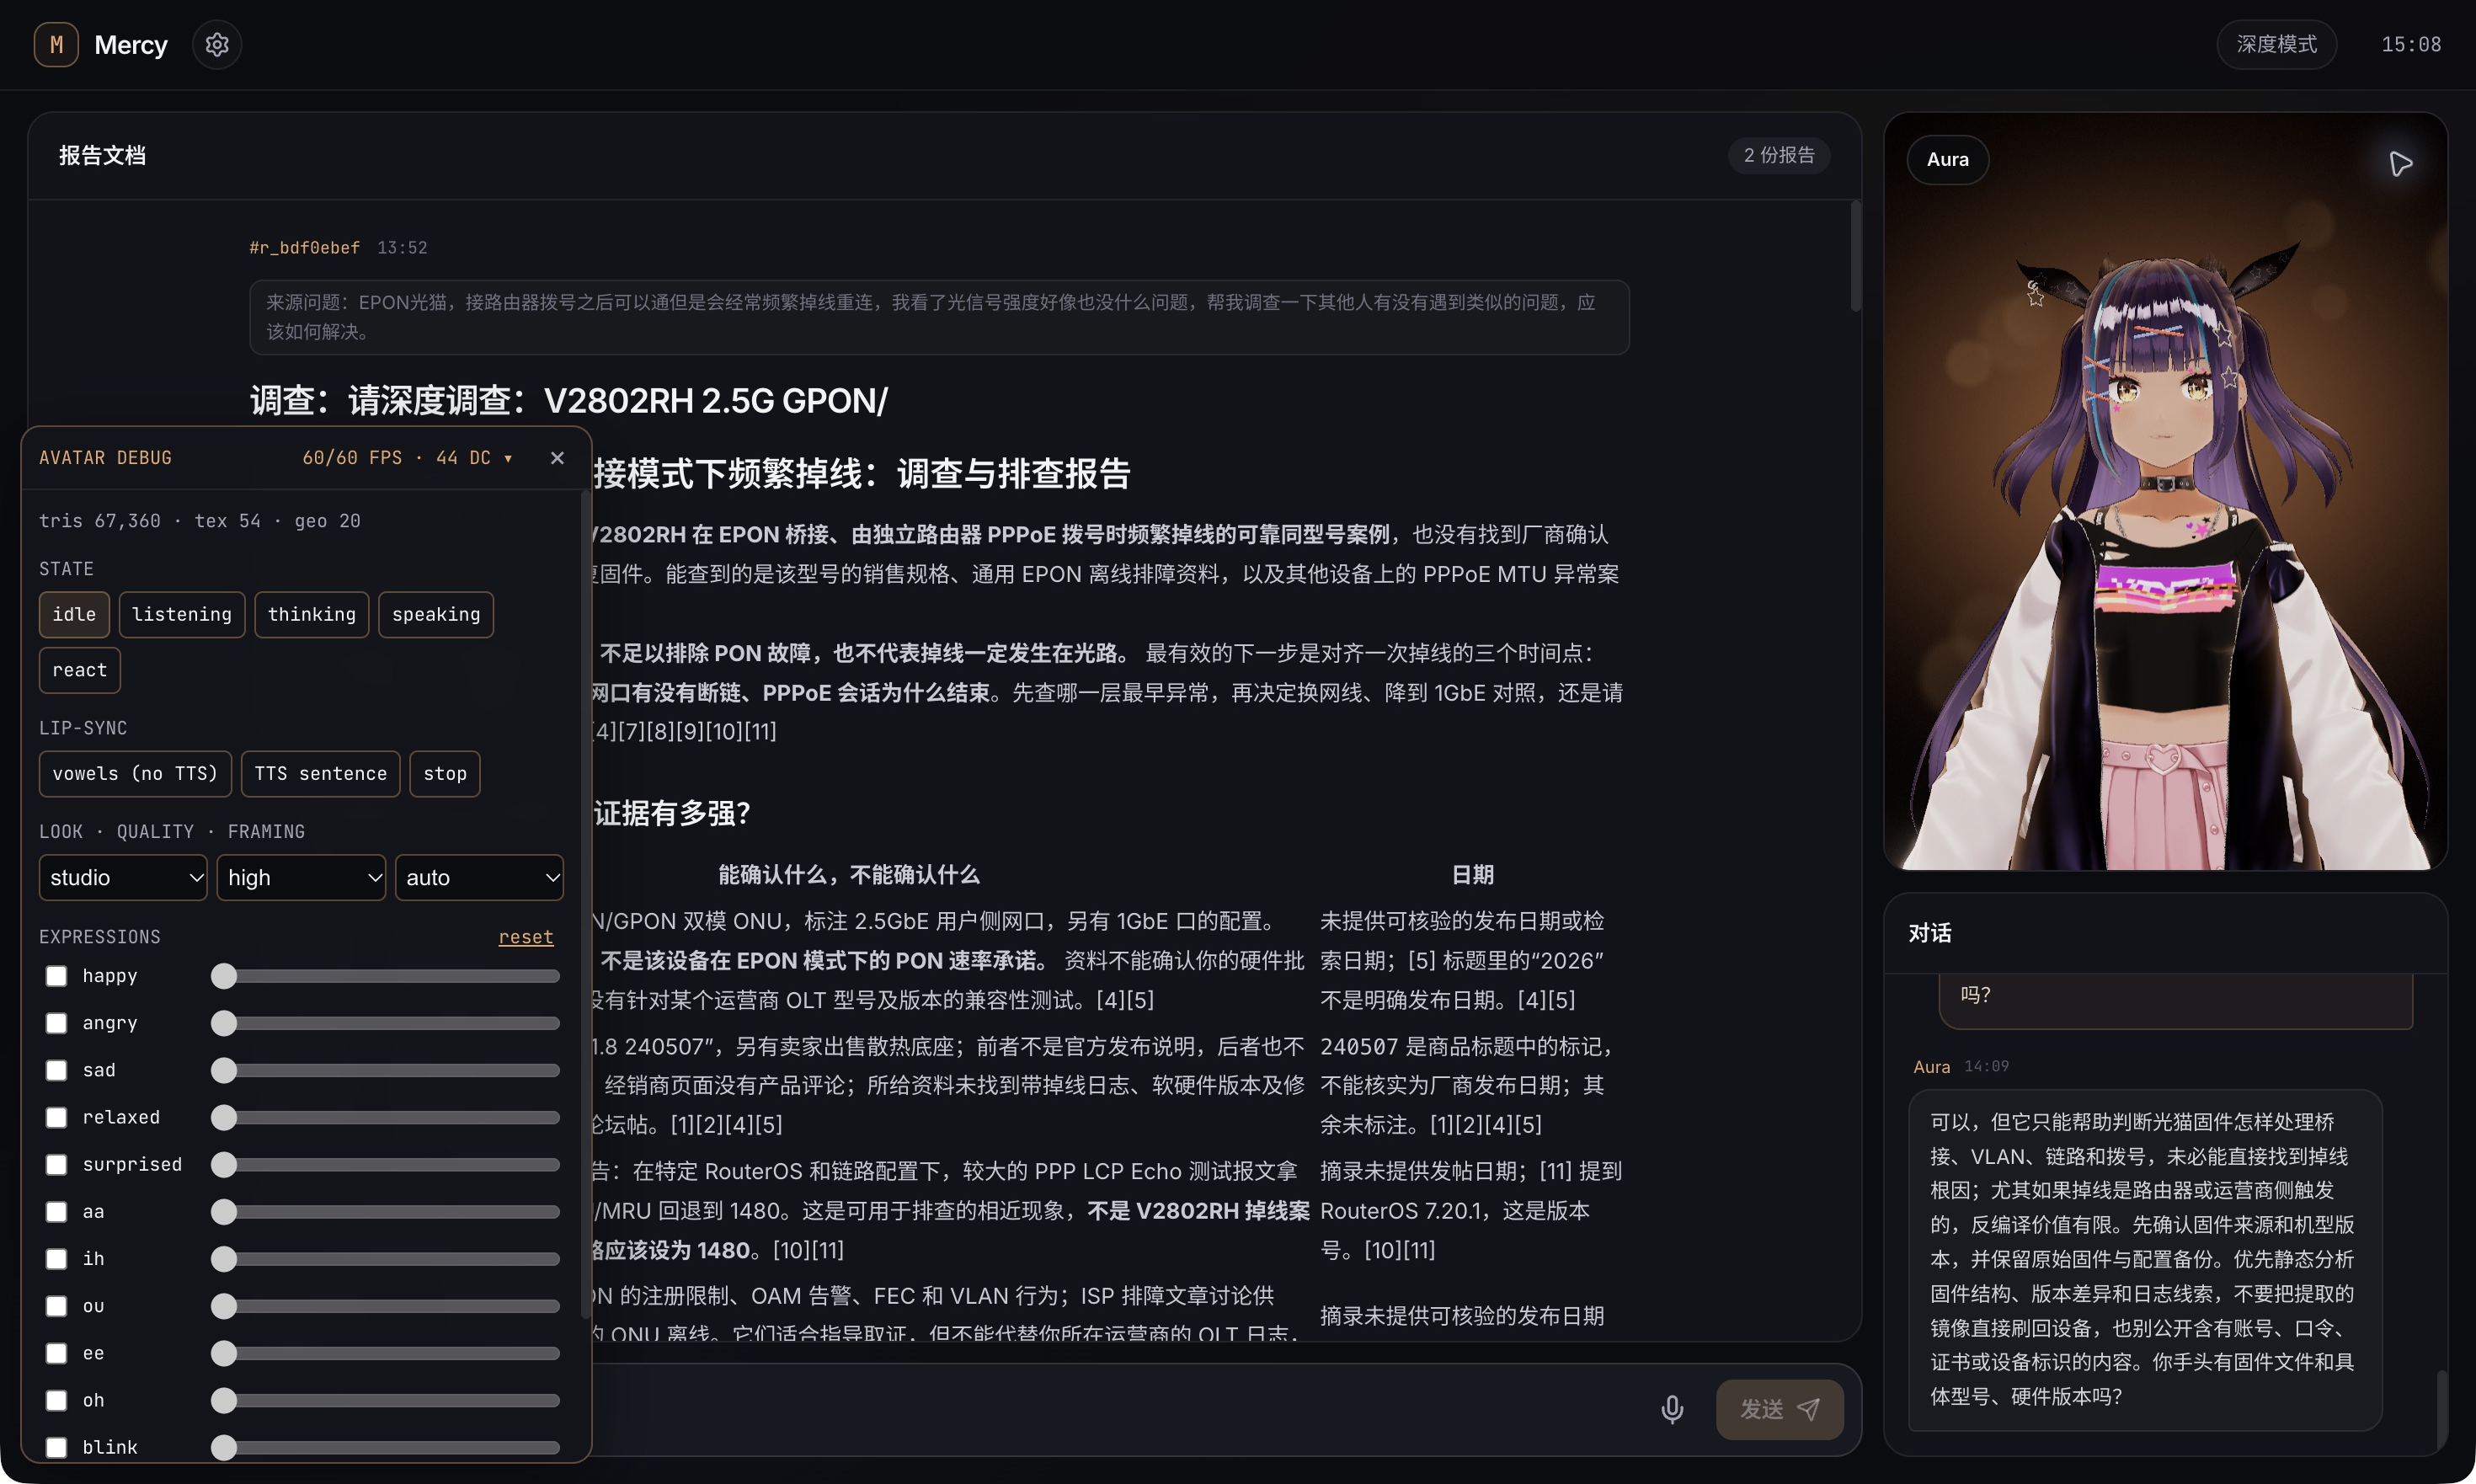 M
Mercy
深度模式
15:08
报告文档
2 份报告
#r_bdf0ebef 13:52
来源问题：EPON光猫，接路由器拨号之后可以通但是会经常频繁掉线重连，我看了光信号强度好像也没什么问题，帮我调查一下其他人有没有遇到类似的问题，应
该如何解决。
调查：请深度调查：V2802RH 2.5G GPON/
接模式下频繁掉线：调查与排查报告
V2802RH 在 EPON 桥接、由独立路由器 PPPoE 拨号时频繁掉线的可靠同型号案例，也没有找到厂商确认
固件。能查到的是该型号的销售规格、通用 EPON 离线排障资料，以及其他设备上的 PPPoE MTU 异常案
不足以排除 PON 故障，也不代表掉线一定发生在光路。 最有效的下一步是对齐一次掉线的三个时间点：
网口有没有断链、PPPoE 会话为什么结束。先查哪一层最早异常，再决定换网线、降到 1GbE 对照，还是请
[4][7][8][9][10][11]
证据有多强？
能确认什么，不能确认什么
日期
N/GPON 双模 ONU，标注 2.5GbE 用户侧网口，另有 1GbE 口的配置。
不是该设备在 EPON 模式下的 PON 速率承诺。 资料不能确认你的硬件批
没有针对某个运营商 OLT 型号及版本的兼容性测试。[4][5]
未提供可核验的发布日期或检
索日期；[5] 标题里的“2026”
不是明确发布日期。[4][5]
1.8 240507”，另有卖家出售散热底座；前者不是官方发布说明，后者也不
经销商页面没有产品评论；所给资料未找到带掉线日志、软硬件版本及修
论坛帖。[1][2][4][5]
240507 是商品标题中的标记，
不能核实为厂商发布日期；其
余未标注。[1][2][4][5]
告：在特定 RouterOS 和链路配置下，较大的 PPP LCP Echo 测试报文拿
/MRU 回退到 1480。这是可用于排查的相近现象，不是 V2802RH 掉线案
路应该设为 1480。[10][11]
摘录未提供发帖日期；[11] 提到
RouterOS 7.20.1，这是版本
号。[10][11]
ON 的注册限制、OAM 告警、FEC 和 VLAN 行为；ISP 排障文章讨论供
的 ONU 离线。它们适合指导取证，但不能代替你所在运营商的 OLT 日志，
摘录未提供可核验的发布日期
AVATAR DEBUG
60/60 FPS · 44 DC ▾
tris 67,360 · tex 54 · geo 20
STATE
idle
listening
thinking
speaking
react
LIP-SYNC
vowels (no TTS)
TTS sentence
stop
LOOK · QUALITY · FRAMING
studio
high
auto
EXPRESSIONS
reset
happy
angry
sad
relaxed
surprised
aa
ih
ou
ee
oh
blink
发送
Aura
对话
吗？
Aura 14:09
可以，但它只能帮助判断光猫固件怎样处理桥
接、VLAN、链路和拨号，未必能直接找到掉线
根因；尤其如果掉线是路由器或运营商侧触发
的，反编译价值有限。先确认固件来源和机型版
本，并保留原始固件与配置备份。优先静态分析
固件结构、版本差异和日志线索，不要把提取的
镜像直接刷回设备，也别公开含有账号、口令、
证书或设备标识的内容。你手头有固件文件和具
体型号、硬件版本吗？